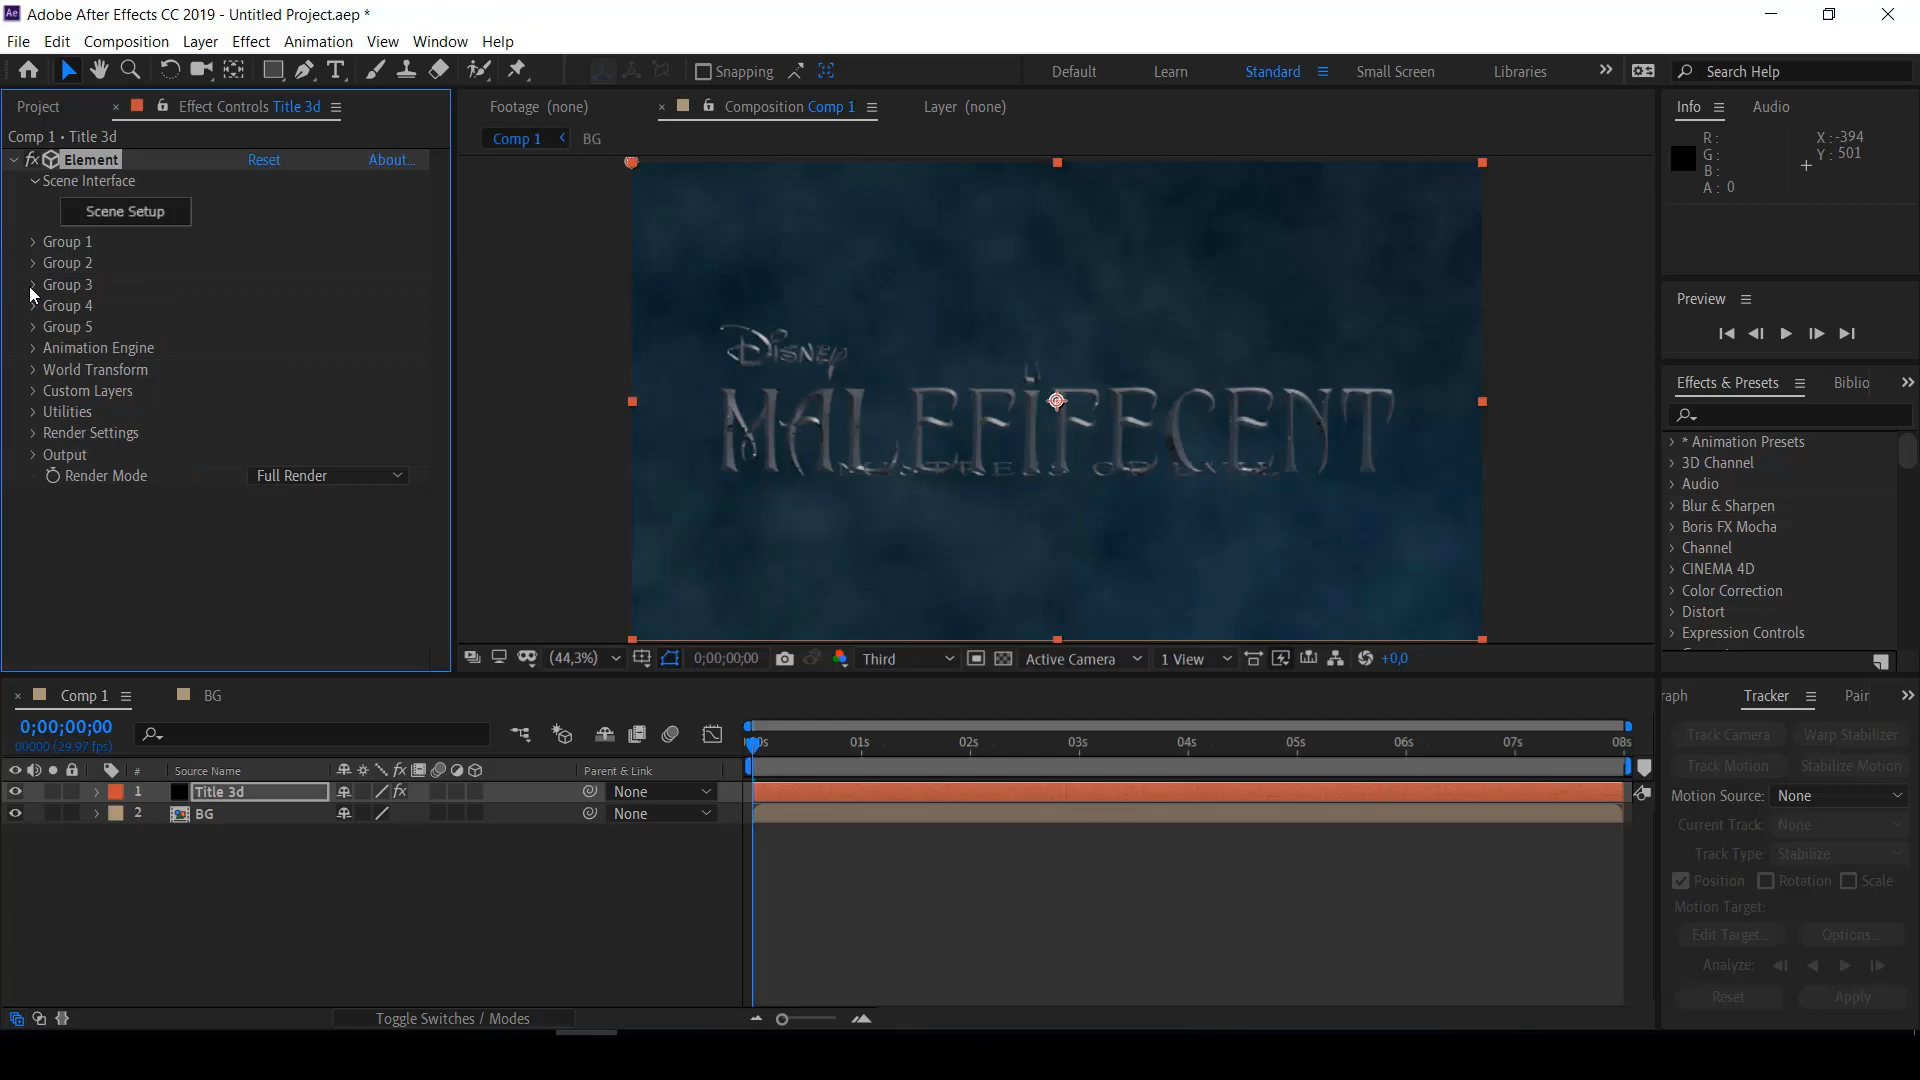 Adobe After Effects CC 2019 - Untitled Project.aep *
File Edit Composition Layer Effect Animation View Window Help
Snapping Default Learn Standard Small Screen Libraries Search Help
Project Effect Controls Title 3d
Comp 1 • Title 3d
fx Element Reset About...
Scene Interface
Scene Setup
Group 1
Group 2
Group 3
Group 4
Group 5
Animation Engine
World Transform
Custom Layers
Utilities
Render Settings
Output
Render Mode Full Render
Footage (none) Composition Comp 1 Layer (none)
Comp 1 BG
Disney
MALEFIFECENT
(44,3%) 0;00;00;00 Third Active Camera 1 View +0,0
Info Audio
R :
G :
B :
A : 0
X : -394
Y : 501
Preview
Effects & Presets Biblio
* Animation Presets
3D Channel
Audio
Blur & Sharpen
Boris FX Mocha
Channel
CINEMA 4D
Color Correction
Distort
Expression Controls
Comp 1 BG
0;00;00;00
00000 (29.97 fps)
# Source Name Parent & Link
1 Title 3d fx None
2 BG None
01s 02s 03s 04s 05s 06s 07s 08s
Toggle Switches / Modes
raph Tracker Pair
Track Camera Warp Stabilizer
Track Motion Stabilize Motion
Motion Source: None
Current Track: None
Track Type: Stabilize
Position Rotation Scale
Motion Target:
Edit Target... Options...
Analyze:
Reset Apply